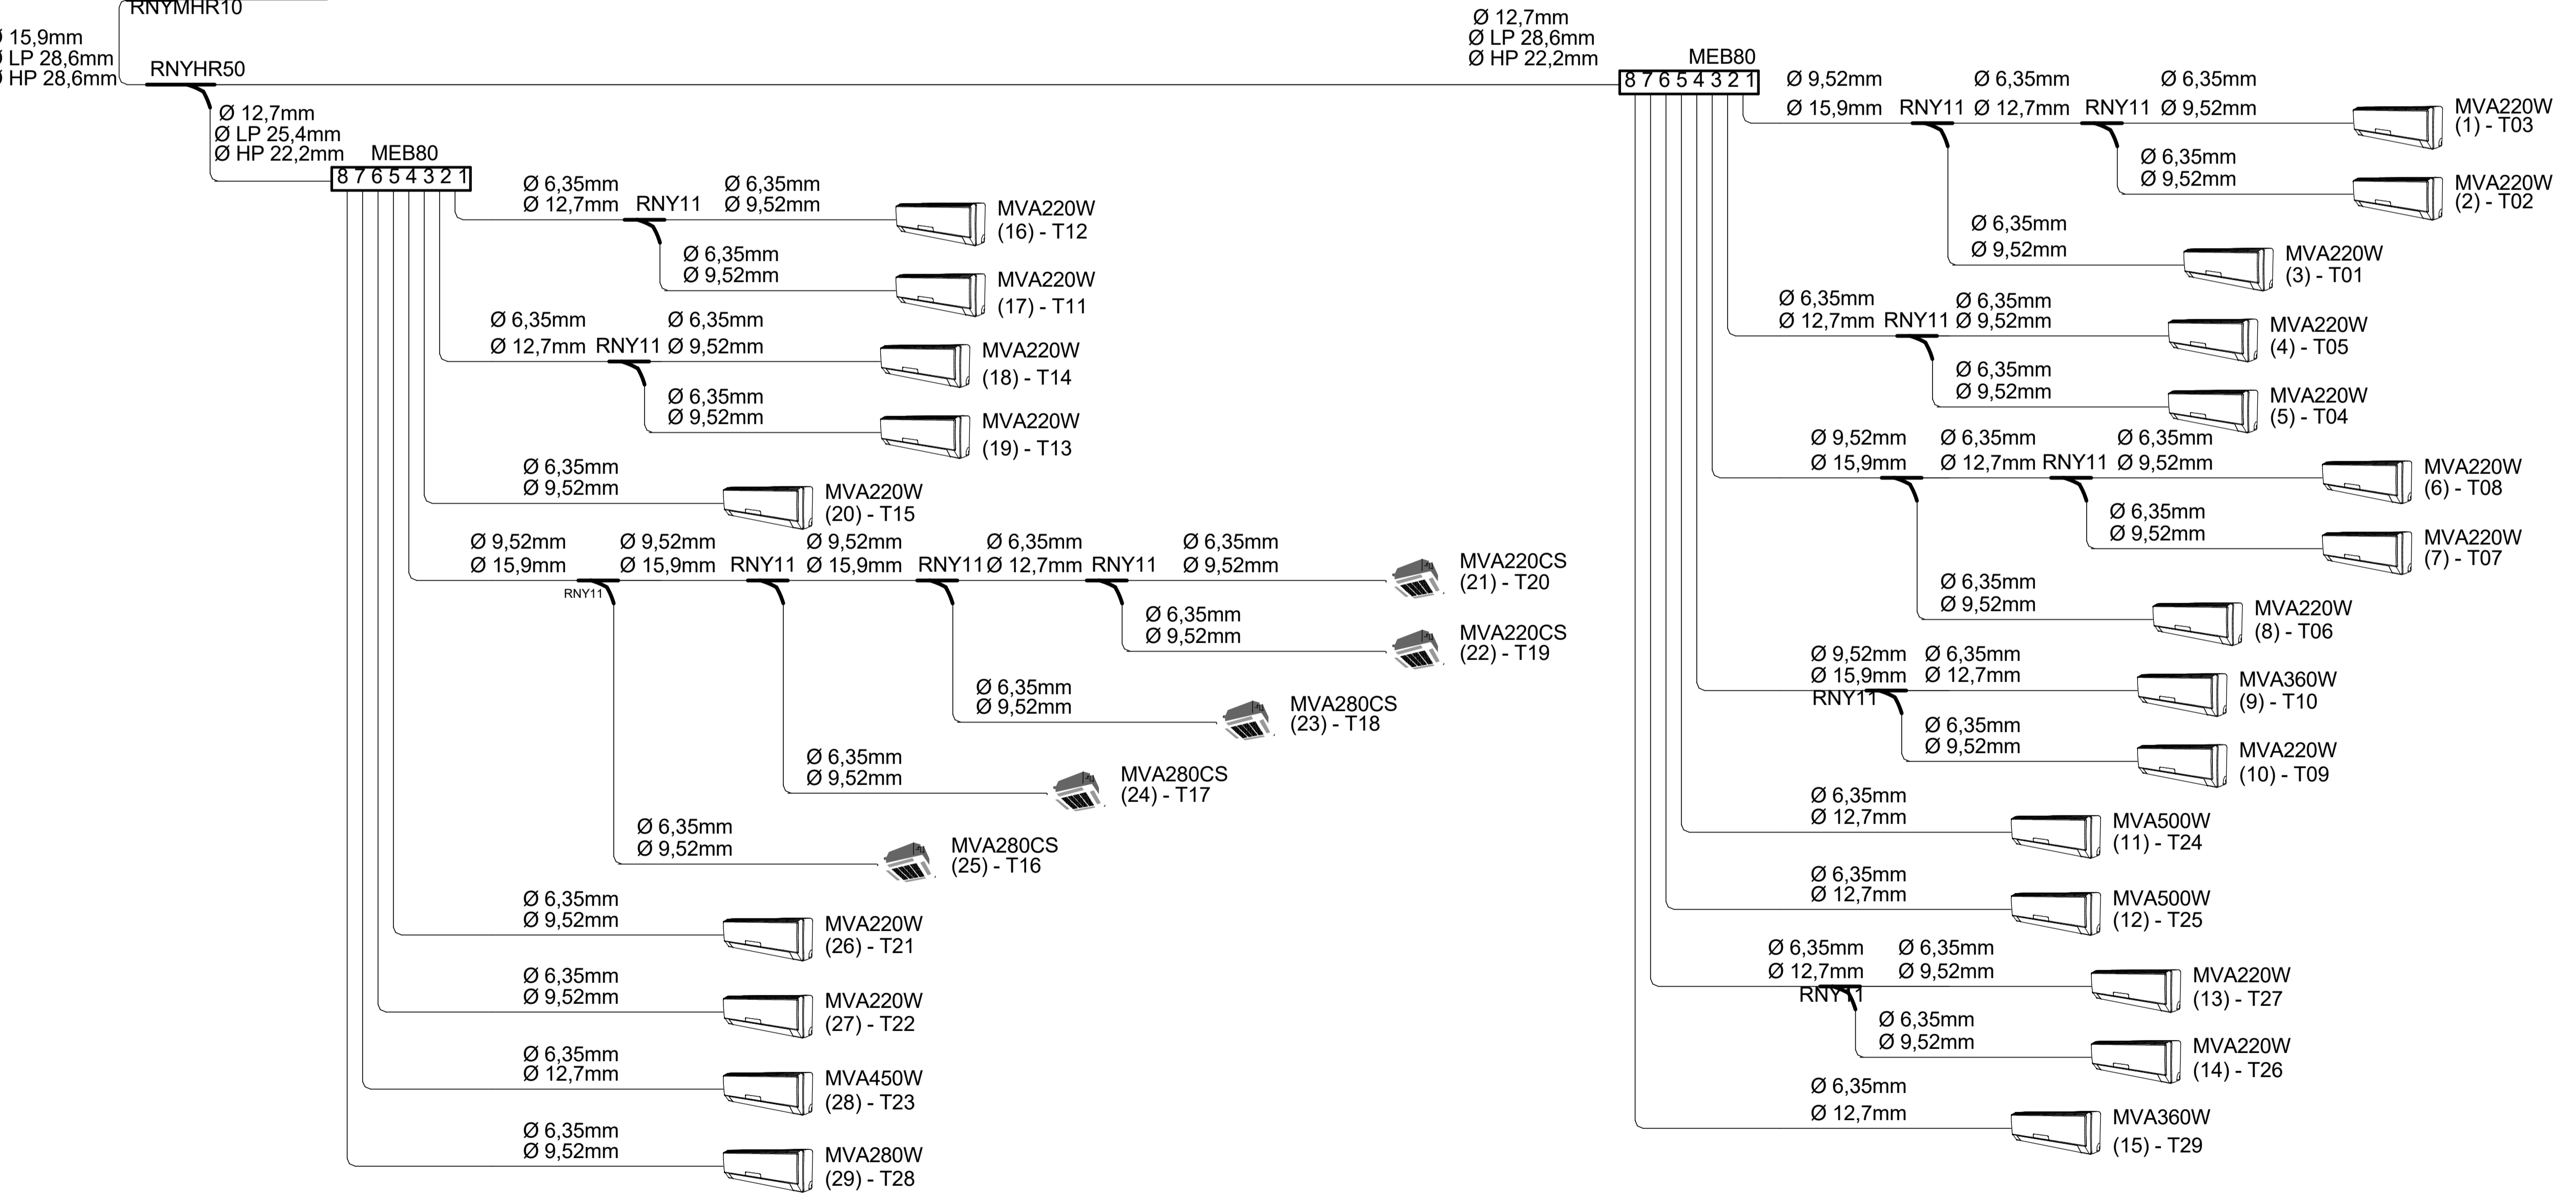 RNYMHR10
Ø 15,9mm
Ø LP 28,6mm
Ø HP 28,6mm
RNYHR50
Ø 12,7mm
Ø LP 25,4mm
Ø HP 22,2mm
MEB80
8 7 6 5 4 3 2 1
Ø 6,35mm
Ø 12,7mm
RNY11
Ø 6,35mm
Ø 9,52mm
MVA220W
(16) - T12
Ø 6,35mm
Ø 9,52mm
MVA220W
(17) - T11
Ø 6,35mm
Ø 12,7mm
RNY11
Ø 6,35mm
Ø 9,52mm
MVA220W
(18) - T14
Ø 6,35mm
Ø 9,52mm
MVA220W
(19) - T13
Ø 6,35mm
Ø 9,52mm
MVA220W
(20) - T15
Ø 9,52mm
Ø 15,9mm
RNY11
Ø 9,52mm
Ø 15,9mm
RNY11
Ø 9,52mm
Ø 15,9mm
RNY11
Ø 6,35mm
Ø 12,7mm
RNY11
Ø 6,35mm
Ø 9,52mm
MVA220CS
(21) - T20
Ø 6,35mm
Ø 9,52mm
MVA220CS
(22) - T19
Ø 6,35mm
Ø 9,52mm
MVA280CS
(23) - T18
Ø 6,35mm
Ø 9,52mm
MVA280CS
(24) - T17
Ø 6,35mm
Ø 9,52mm
MVA280CS
(25) - T16
Ø 6,35mm
Ø 9,52mm
MVA220W
(26) - T21
Ø 6,35mm
Ø 9,52mm
MVA220W
(27) - T22
Ø 6,35mm
Ø 12,7mm
MVA450W
(28) - T23
Ø 6,35mm
Ø 9,52mm
MVA280W
(29) - T28
Ø 12,7mm
Ø LP 28,6mm
Ø HP 22,2mm
MEB80
8 7 6 5 4 3 2 1
Ø 9,52mm
Ø 15,9mm
RNY11
Ø 6,35mm
Ø 12,7mm
RNY11
Ø 6,35mm
Ø 9,52mm
MVA220W
(1) - T03
Ø 6,35mm
Ø 9,52mm
MVA220W
(2) - T02
Ø 6,35mm
Ø 9,52mm
MVA220W
(3) - T01
Ø 6,35mm
Ø 12,7mm
RNY11
Ø 6,35mm
Ø 9,52mm
MVA220W
(4) - T05
Ø 6,35mm
Ø 9,52mm
MVA220W
(5) - T04
Ø 9,52mm
Ø 15,9mm
Ø 6,35mm
Ø 12,7mm
RNY11
Ø 6,35mm
Ø 9,52mm
MVA220W
(6) - T08
Ø 6,35mm
Ø 9,52mm
MVA220W
(7) - T07
Ø 6,35mm
Ø 9,52mm
MVA220W
(8) - T06
Ø 9,52mm
Ø 15,9mm
RNY11
Ø 6,35mm
Ø 12,7mm
MVA360W
(9) - T10
Ø 6,35mm
Ø 9,52mm
MVA220W
(10) - T09
Ø 6,35mm
Ø 12,7mm
MVA500W
(11) - T24
Ø 6,35mm
Ø 12,7mm
MVA500W
(12) - T25
Ø 6,35mm
Ø 12,7mm
RNY11
Ø 6,35mm
Ø 9,52mm
MVA220W
(13) - T27
Ø 6,35mm
Ø 9,52mm
MVA220W
(14) - T26
Ø 6,35mm
Ø 12,7mm
MVA360W
(15) - T29